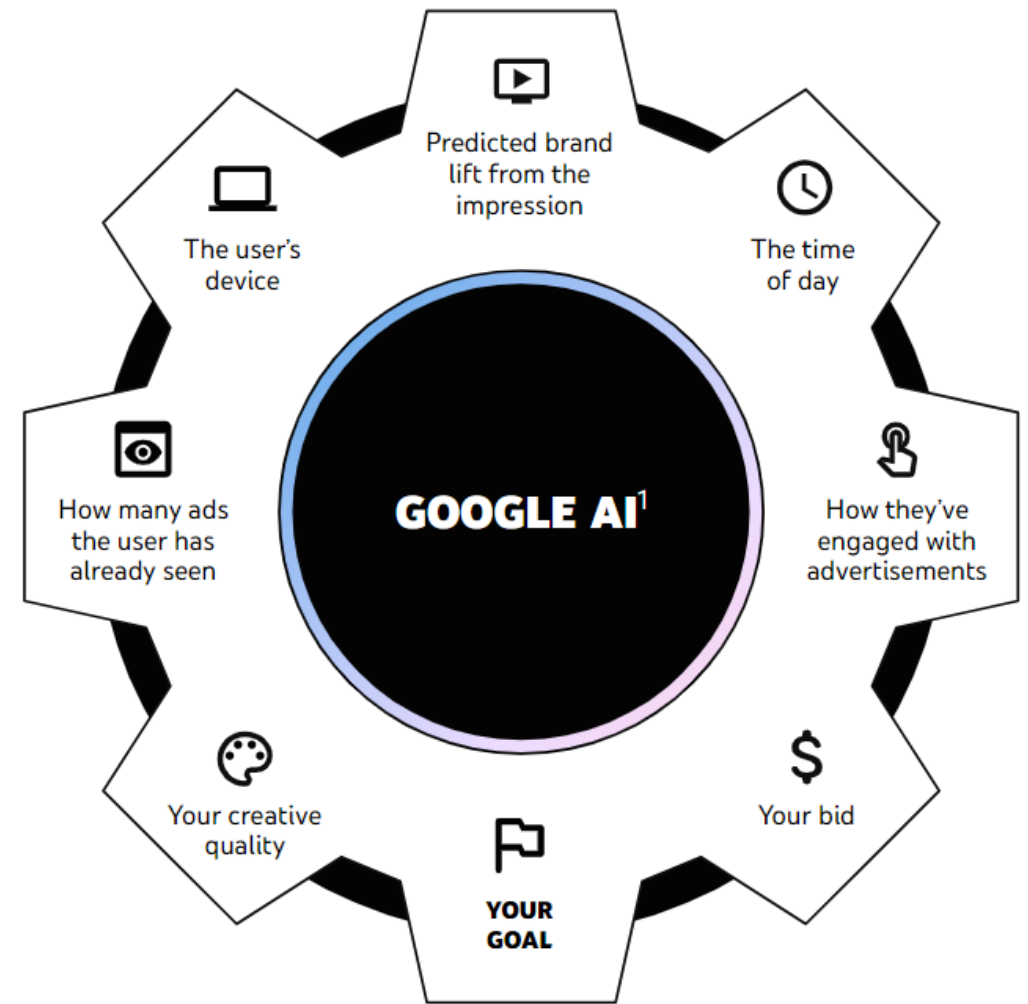 Predicted brand
lift from the
impression
The user's
device
The time
of day
How many ads
the user has
already seen
GOOGLE AI¹
How they've
engaged with
advertisements
Your creative
quality
Your bid
YOUR
GOAL